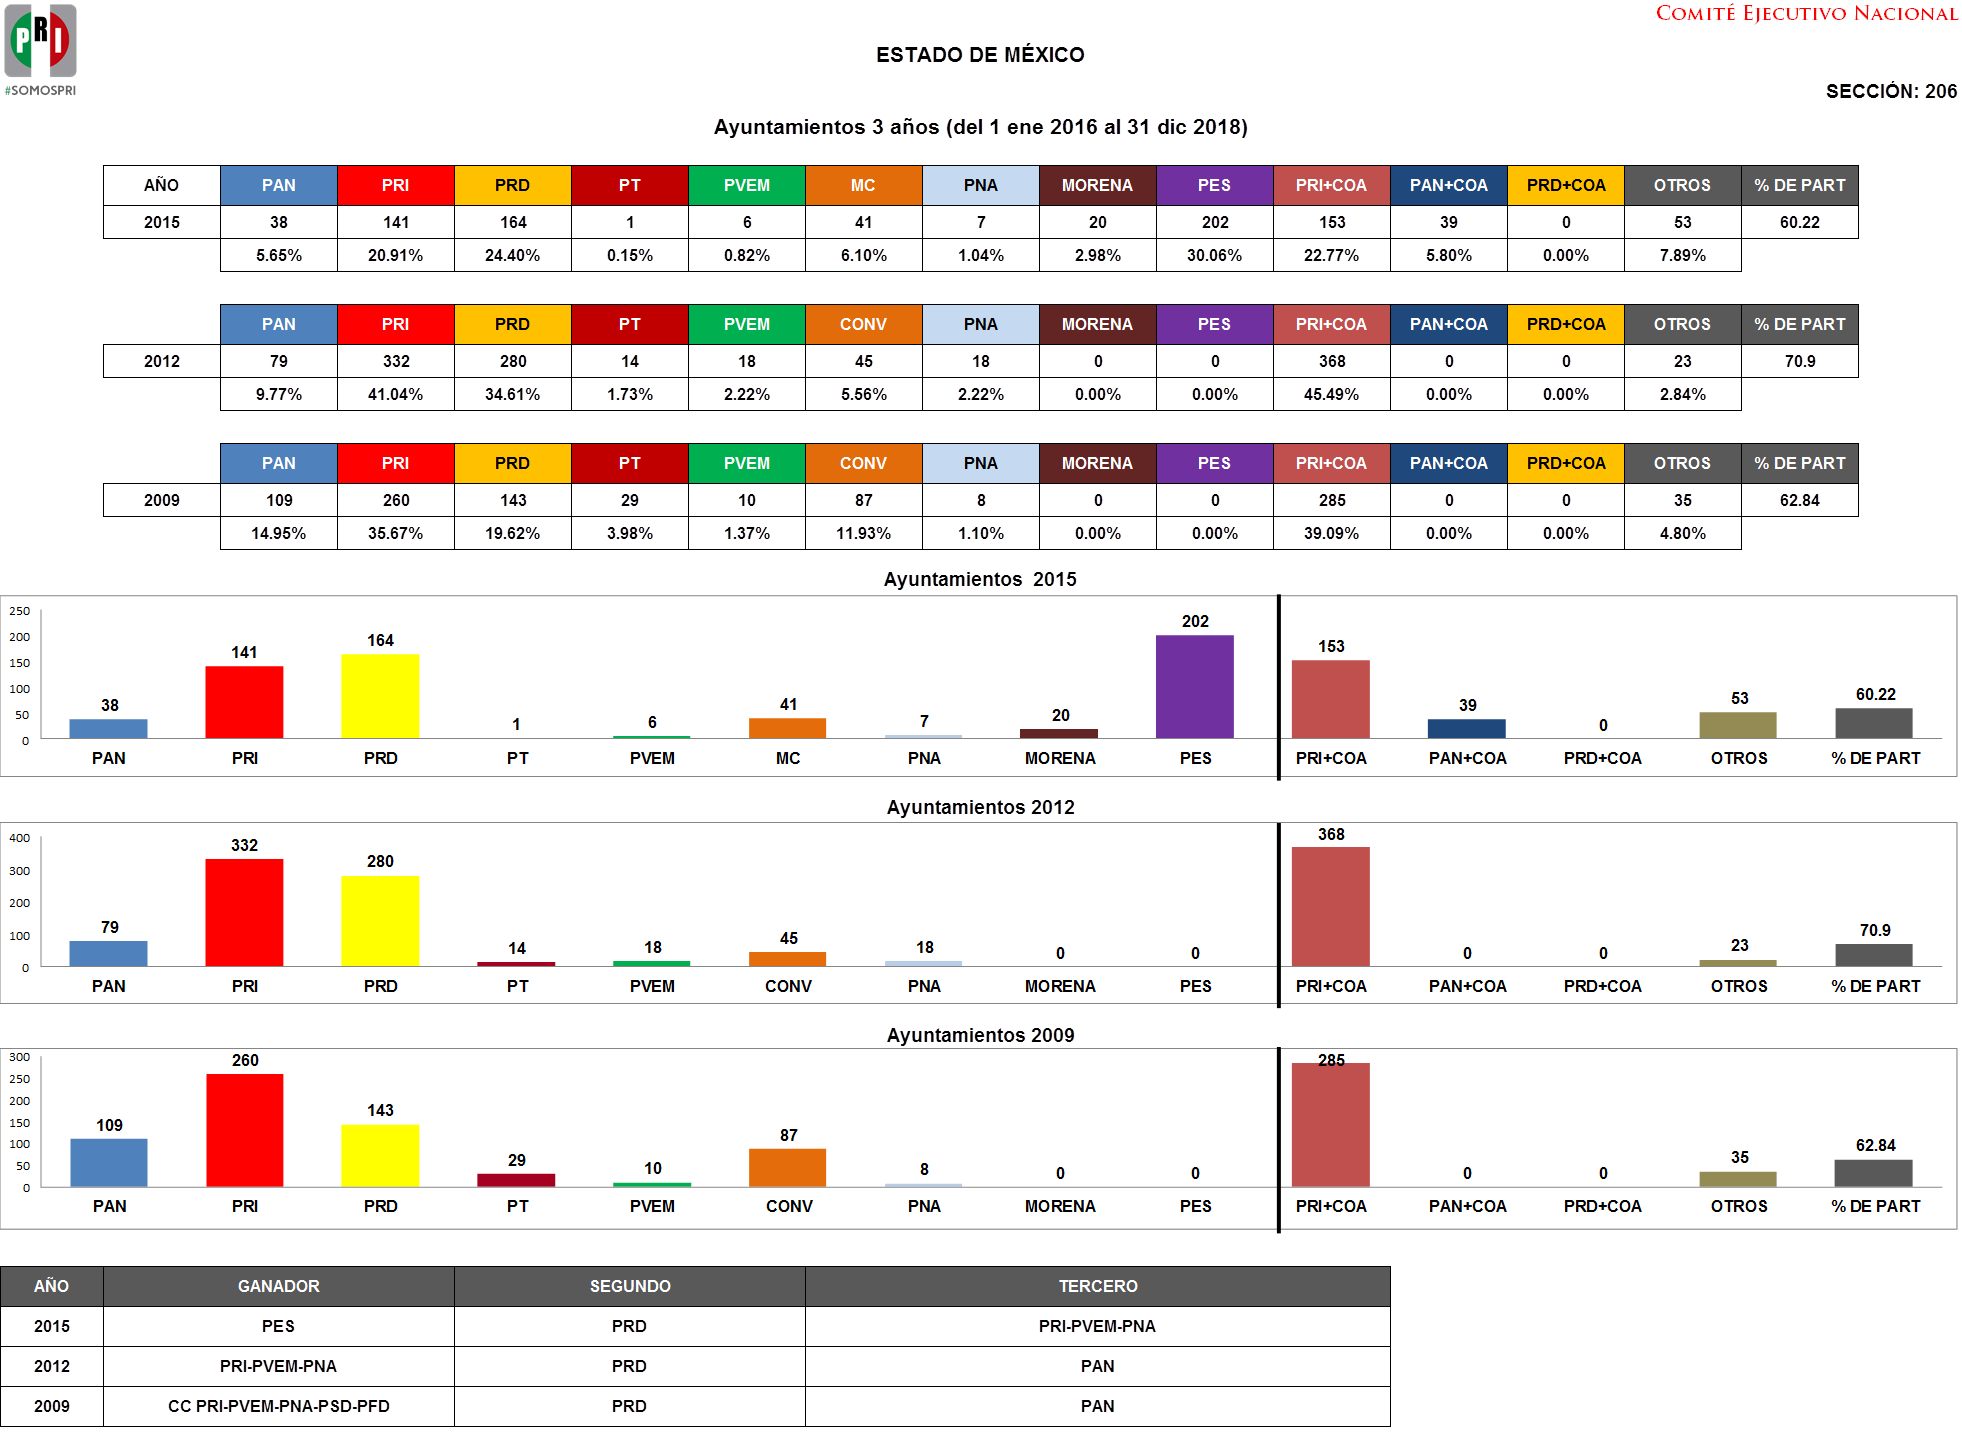 PRI
#SOMOSPRI
COMITÉ EJECUTIVO NACIONAL
ESTADO DE MÉXICO
SECCIÓN: 206
Ayuntamientos 3 años (del 1 ene 2016 al 31 dic 2018)
AÑO PAN PRI PRD PT PVEM MC PNA MORENA PES PRI+COA PAN+COA PRD+COA OTROS % DE PART
2015 38 141 164 1 6 41 7 20 202 153 39 0 53 60.22
5.65% 20.91% 24.40% 0.15% 0.82% 6.10% 1.04% 2.98% 30.06% 22.77% 5.80% 0.00% 7.89%
PAN PRI PRD PT PVEM CONV PNA MORENA PES PRI+COA PAN+COA PRD+COA OTROS % DE PART
2012 79 332 280 14 18 45 18 0 0 368 0 0 23 70.9
9.77% 41.04% 34.61% 1.73% 2.22% 5.56% 2.22% 0.00% 0.00% 45.49% 0.00% 0.00% 2.84%
PAN PRI PRD PT PVEM CONV PNA MORENA PES PRI+COA PAN+COA PRD+COA OTROS % DE PART
2009 109 260 143 29 10 87 8 0 0 285 0 0 35 62.84
14.95% 35.67% 19.62% 3.98% 1.37% 11.93% 1.10% 0.00% 0.00% 39.09% 0.00% 0.00% 4.80%
Ayuntamientos 2015
250
200
150
100
50
0
38 141 164 1 6 41 7 20 202 153 39 0 53 60.22
PAN PRI PRD PT PVEM MC PNA MORENA PES PRI+COA PAN+COA PRD+COA OTROS % DE PART
Ayuntamientos 2012
400
300
200
100
0
79 332 280 14 18 45 18 0 0 368 0 0 23 70.9
PAN PRI PRD PT PVEM CONV PNA MORENA PES PRI+COA PAN+COA PRD+COA OTROS % DE PART
Ayuntamientos 2009
300
250
200
150
100
50
0
109 260 143 29 10 87 8 0 0 285 0 0 35 62.84
PAN PRI PRD PT PVEM CONV PNA MORENA PES PRI+COA PAN+COA PRD+COA OTROS % DE PART
AÑO GANADOR SEGUNDO TERCERO
2015 PES PRD PRI-PVEM-PNA
2012 PRI-PVEM-PNA PRD PAN
2009 CC PRI-PVEM-PNA-PSD-PFD PRD PAN